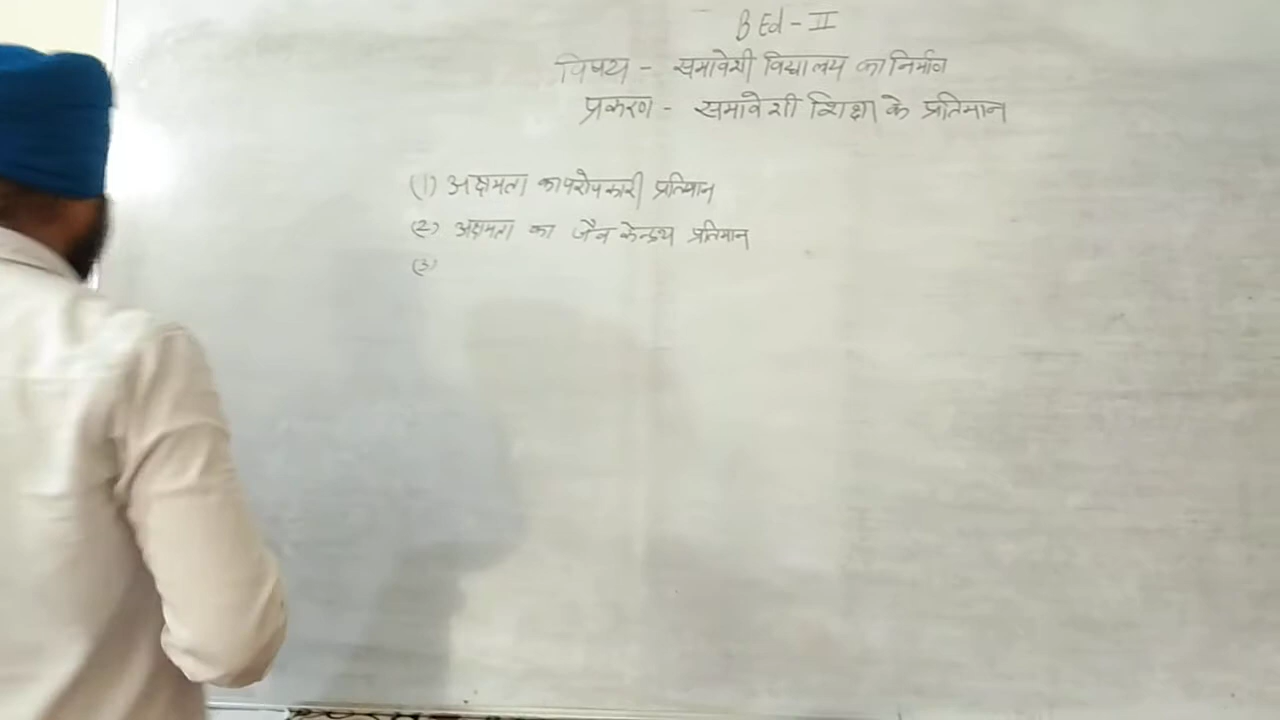 B Ed - II
विषय - समावेशी विद्यालय का निर्माण
प्रकरण - समावेशी शिक्षा के प्रतिमान
(1) अक्षमता का परोपकारी प्रतिमान
(2) अक्षमता का जैव केन्द्रिय प्रतिमान
(3)